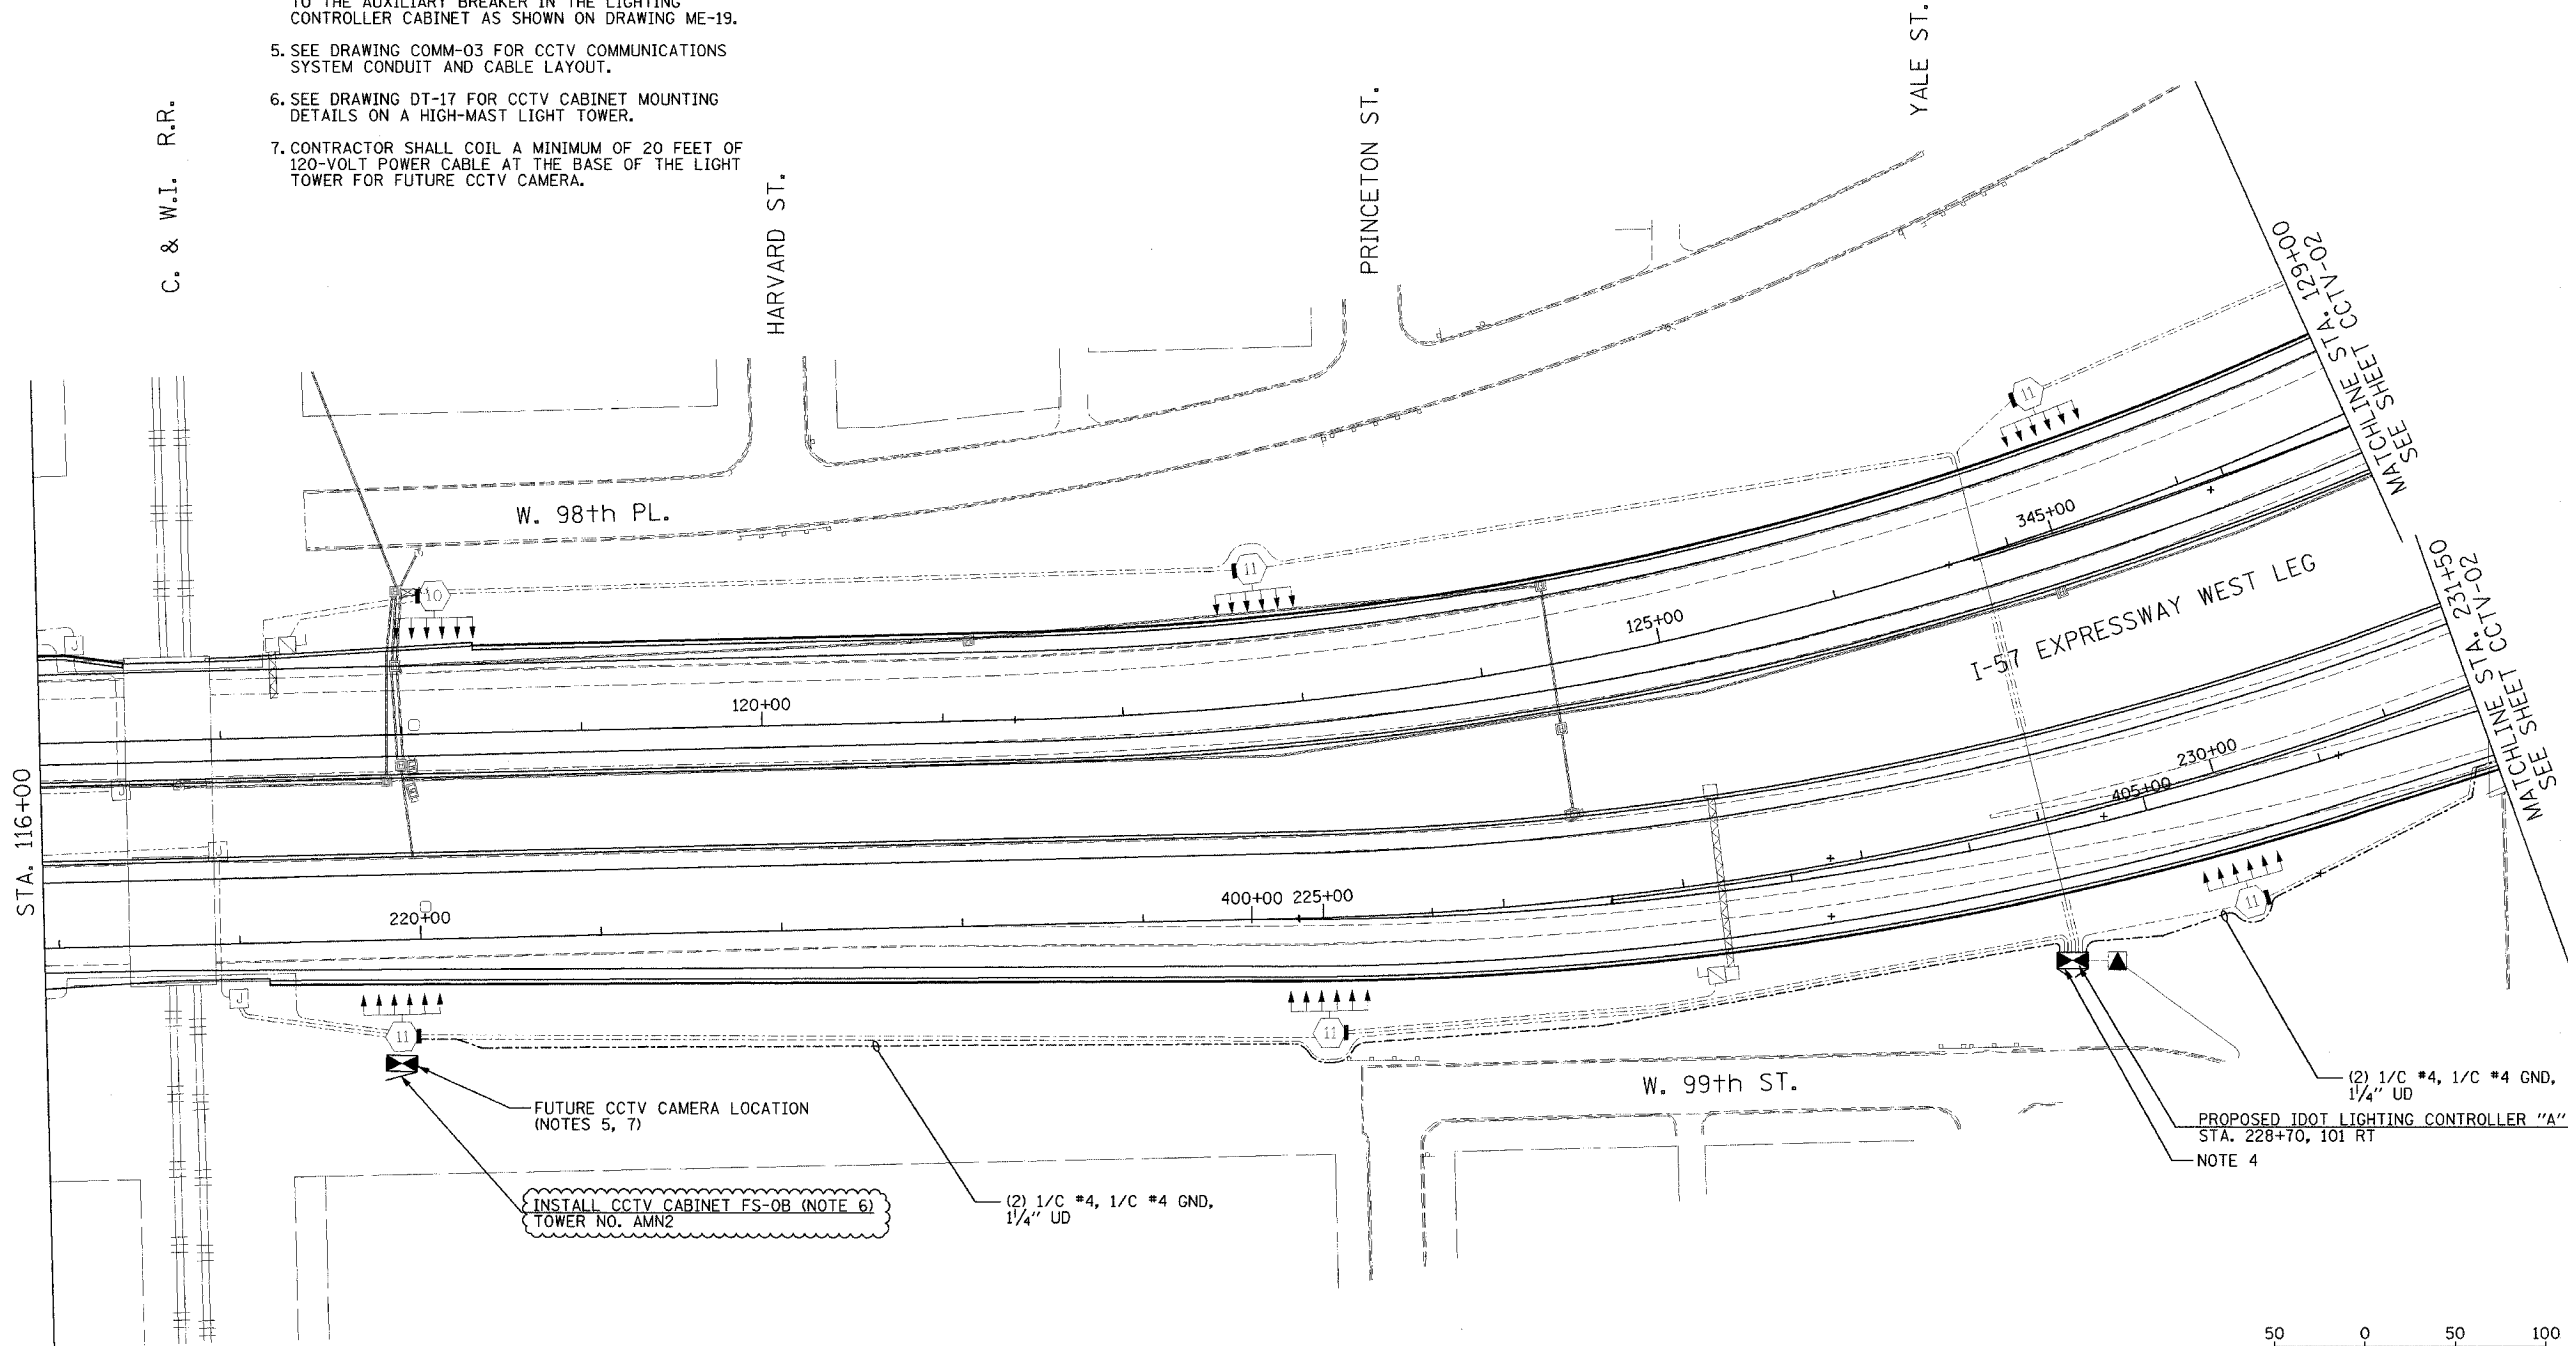 TO THE AUXILIARY BREAKER IN THE LIGHTING
CONTROLLER CABINET AS SHOWN ON DRAWING ME-19.
5. SEE DRAWING COMM-03 FOR CCTV COMMUNICATIONS
SYSTEM CONDUIT AND CABLE LAYOUT.
6. SEE DRAWING DT-17 FOR CCTV CABINET MOUNTING
DETAILS ON A HIGH-MAST LIGHT TOWER.
7. CONTRACTOR SHALL COIL A MINIMUM OF 20 FEET OF
120-VOLT POWER CABLE AT THE BASE OF THE LIGHT
TOWER FOR FUTURE CCTV CAMERA.
C. & W.I. R.R.
HARVARD ST.
PRINCETON ST.
YALE ST.
MATCHLINE STA. 129+00
SEE SHEET CCTV-02
11
345+00
W. 98th PL.
11
10
J
I-57 EXPRESSWAY WEST LEG
125+00
120+00
MATCHLINE STA. 231+50
SEE SHEET CCTV-02
230+00
405+00
STA. 116+00
J
J
400+00 225+00
220+00
11
J
11
11
W. 99th ST.
FUTURE CCTV CAMERA LOCATION
(NOTES 5, 7)
(2) 1/C #4, 1/C #4 GND,
1 1/4" UD
PROPOSED IDOT LIGHTING CONTROLLER "A"
STA. 228+70, 101 RT
NOTE 4
INSTALL CCTV CABINET FS-OB (NOTE 6)
TOWER NO. AMN2
(2) 1/C #4, 1/C #4 GND,
1 1/4" UD
50 0 50 100